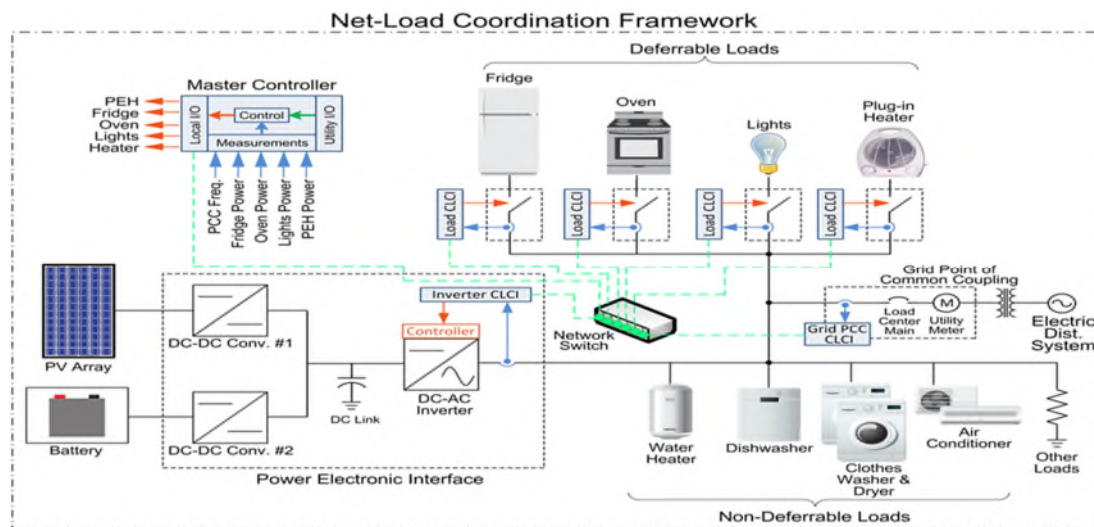 Net-Load Coordination Framework
Deferrable Loads
Fridge
Oven
Lights
Plug-in
Heater
Master Controller
PEH
Fridge
Oven
Lights
Heater
Local I/O
Control
Measurements
Utility I/O
PCC Freq.
Fridge Power
Oven Power
Lights Power
PEH Power
Load CLCI
Load CLCI
Load CLCI
Load CLCI
Grid Point of
Common Coupling
Load
Center
Main
M
Utility
Meter
Grid PCC
CLCI
Electric
Dist.
System
Network
Switch
Inverter CLCI
Controller
DC-AC
Inverter
DC Link
DC-DC Conv. #1
DC-DC Conv. #2
PV Array
Battery
Power Electronic Interface
Water
Heater
Dishwasher
Clothes
Washer &
Dryer
Air
Conditioner
Other
Loads
Non-Deferrable Loads